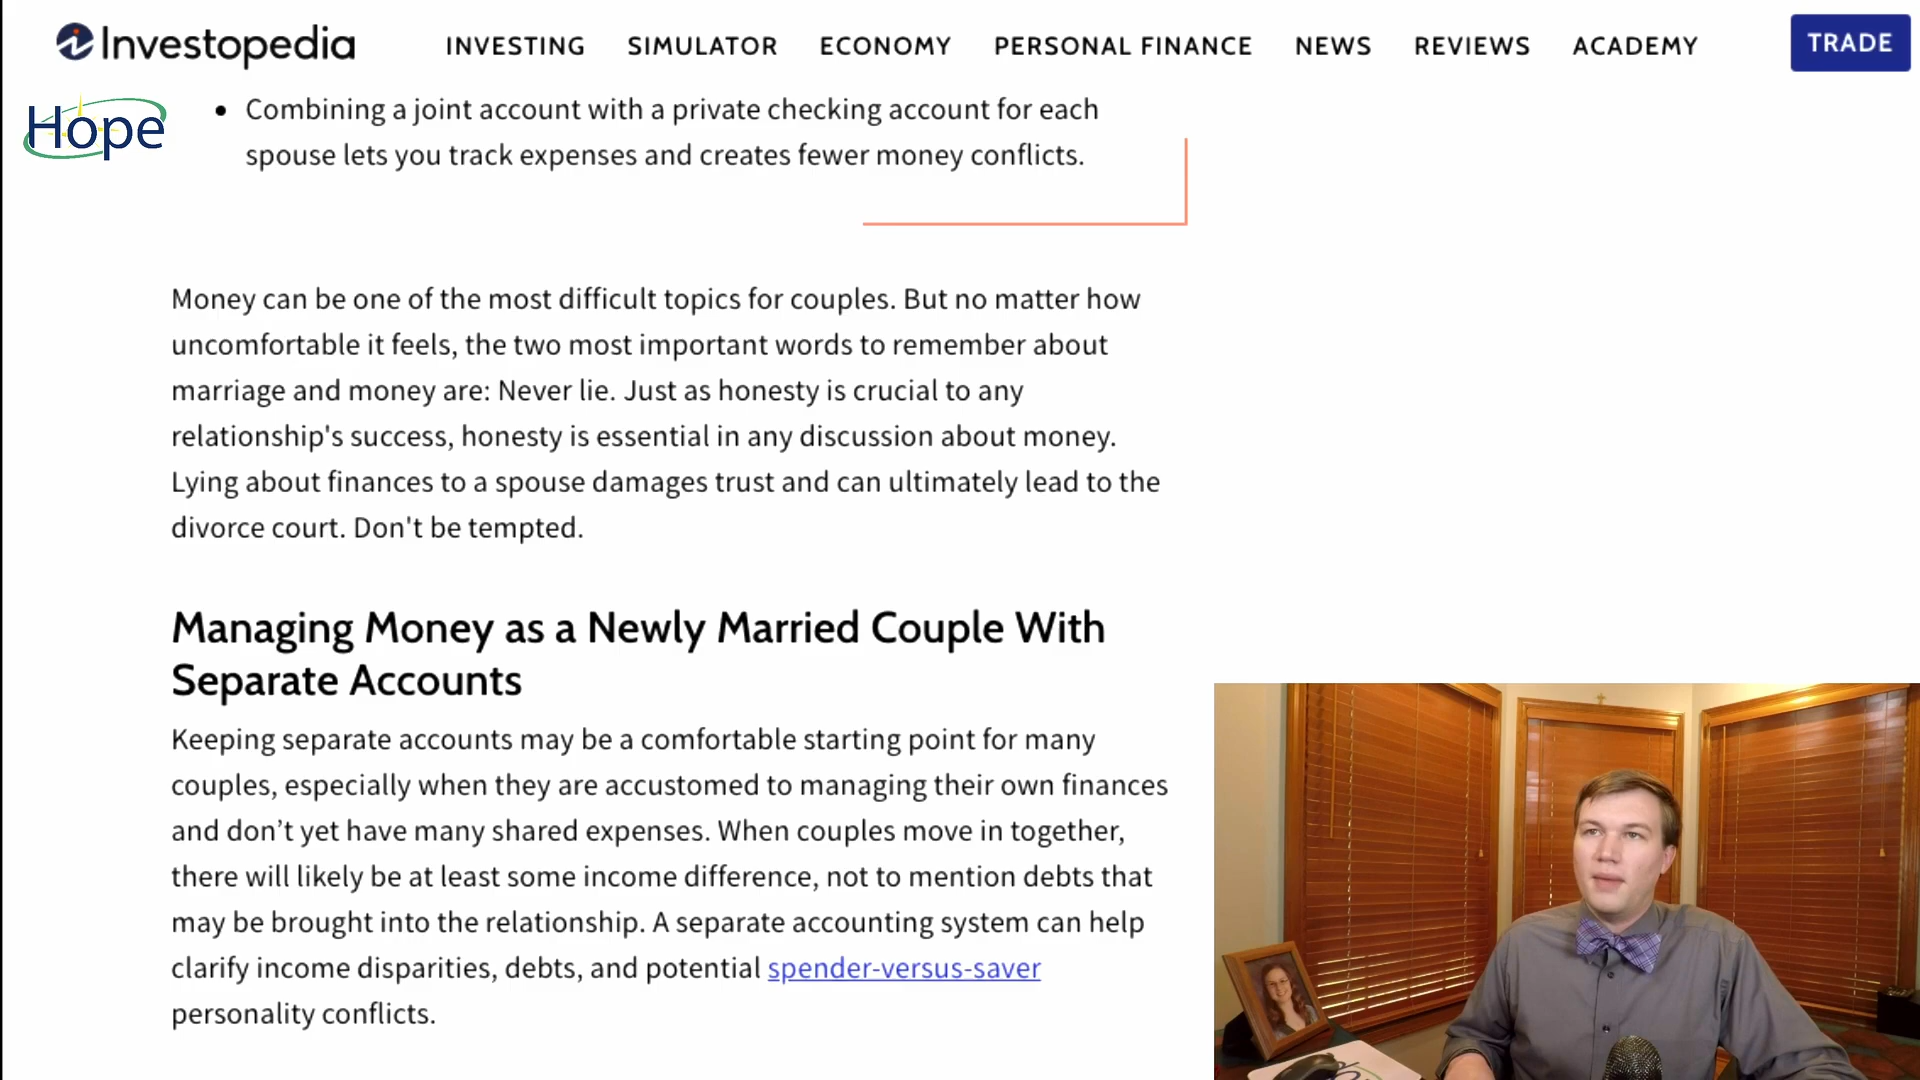 Investopedia
INVESTING SIMULATOR ECONOMY PERSONAL FINANCE NEWS REVIEWS ACADEMY TRADE
Hope
• Combining a joint account with a private checking account for each
spouse lets you track expenses and creates fewer money conflicts.
Money can be one of the most difficult topics for couples. But no matter how
uncomfortable it feels, the two most important words to remember about
marriage and money are: Never lie. Just as honesty is crucial to any
relationship's success, honesty is essential in any discussion about money.
Lying about finances to a spouse damages trust and can ultimately lead to the
divorce court. Don't be tempted.
Managing Money as a Newly Married Couple With
Separate Accounts
Keeping separate accounts may be a comfortable starting point for many
couples, especially when they are accustomed to managing their own finances
and don’t yet have many shared expenses. When couples move in together,
there will likely be at least some income difference, not to mention debts that
may be brought into the relationship. A separate accounting system can help
clarify income disparities, debts, and potential spender-versus-saver
personality conflicts.